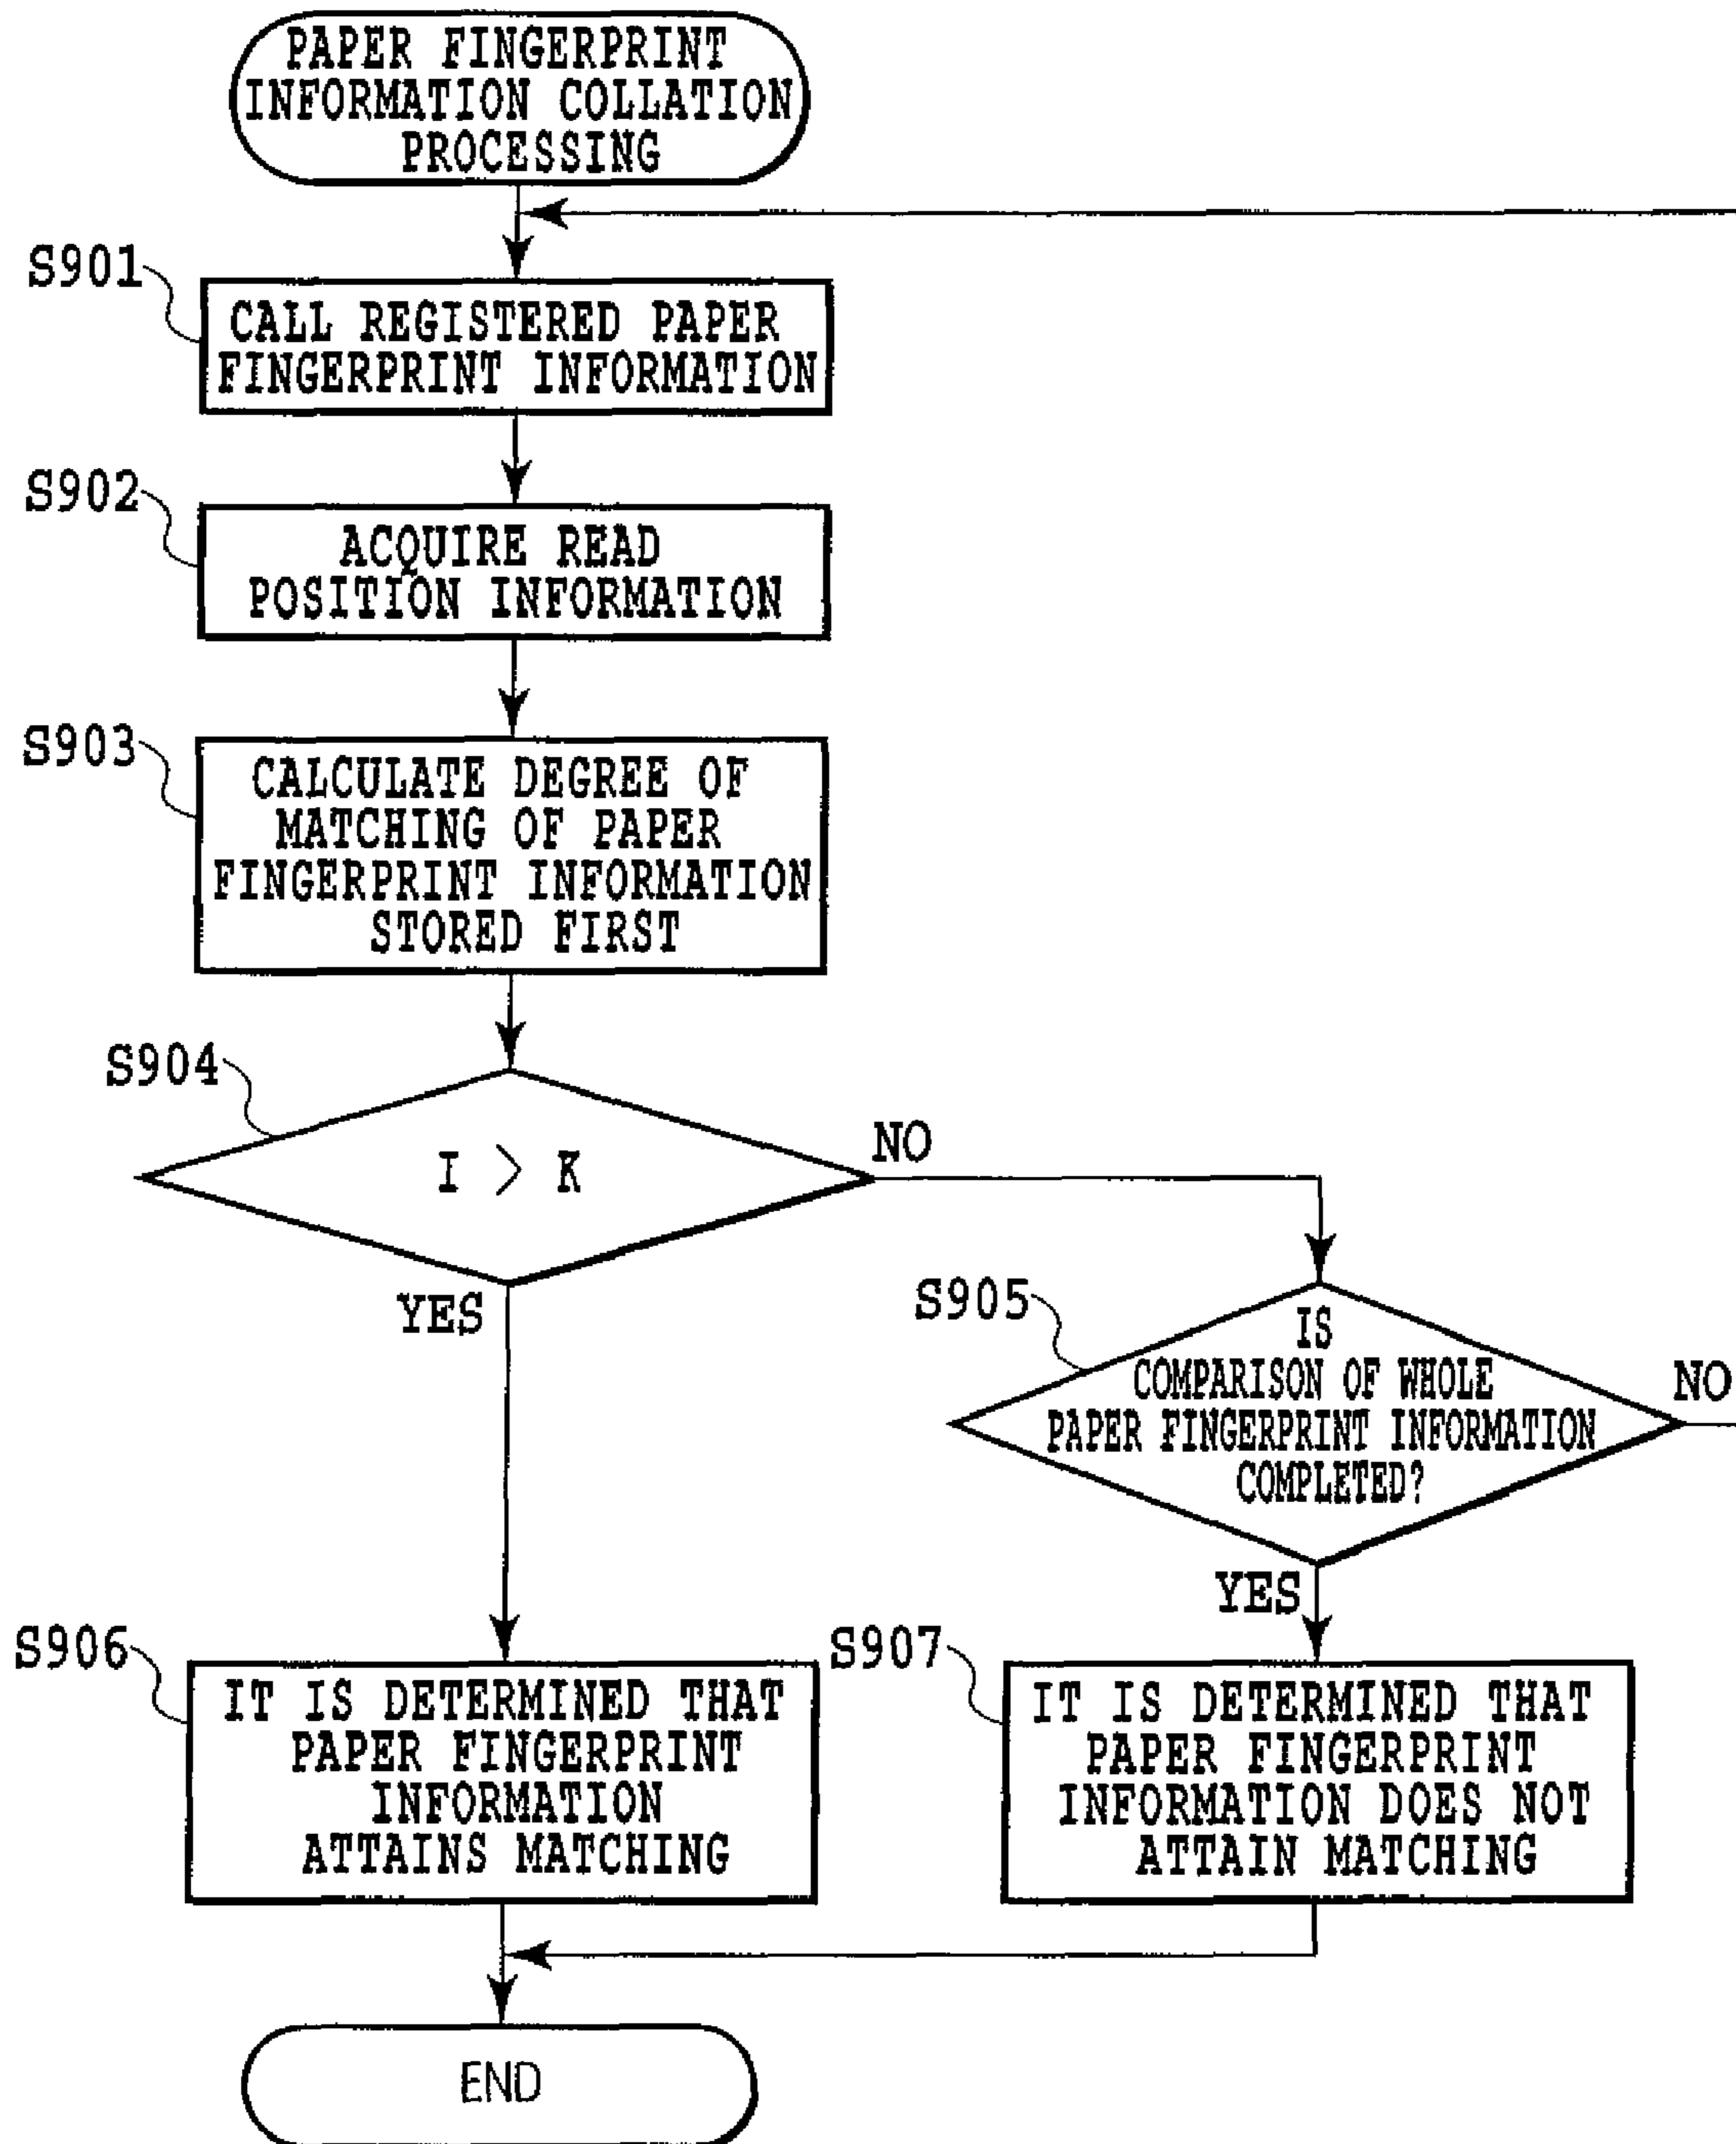 PAPER FINGERPRINT
INFORMATION COLLATION
PROCESSING
S901
CALL REGISTERED PAPER
FINGERPRINT INFORMATION
S902
ACQUIRE READ
POSITION INFORMATION
S903
CALCULATE DEGREE OF
MATCHING OF PAPER
FINGERPRINT INFORMATION
STORED FIRST
S904
I > K
NO
YES
S905
IS
COMPARISON OF WHOLE
PAPER FINGERPRINT INFORMATION
COMPLETED?
NO
YES
S906
IT IS DETERMINED THAT
PAPER FINGERPRINT
INFORMATION
ATTAINS MATCHING
S907
IT IS DETERMINED THAT
PAPER FINGERPRINT
INFORMATION DOES NOT
ATTAIN MATCHING
END